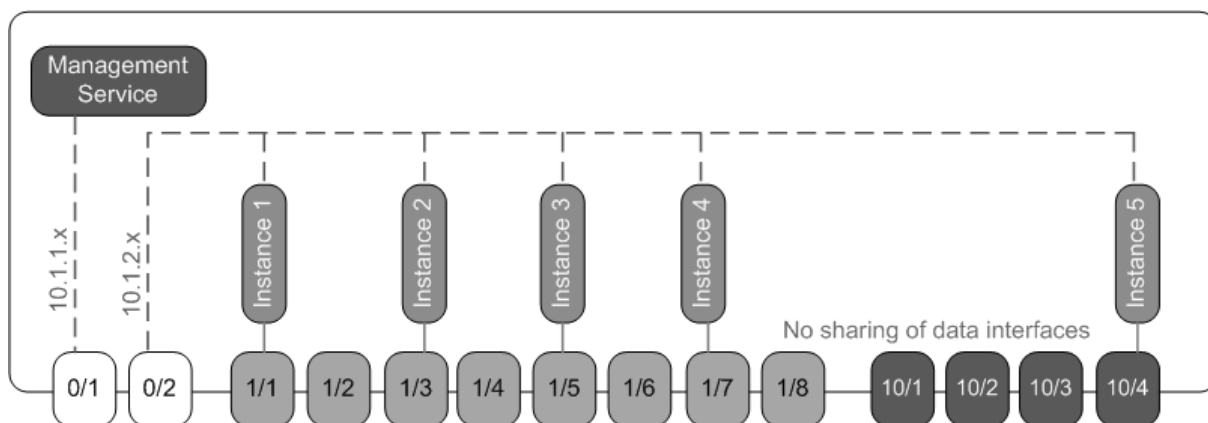 Management
Service
10.1.1.x
10.1.2.x
Instance 1
Instance 2
Instance 3
Instance 4
Instance 5
No sharing of data interfaces
0/1
0/2
1/1
1/2
1/3
1/4
1/5
1/6
1/7
1/8
10/1
10/2
10/3
10/4